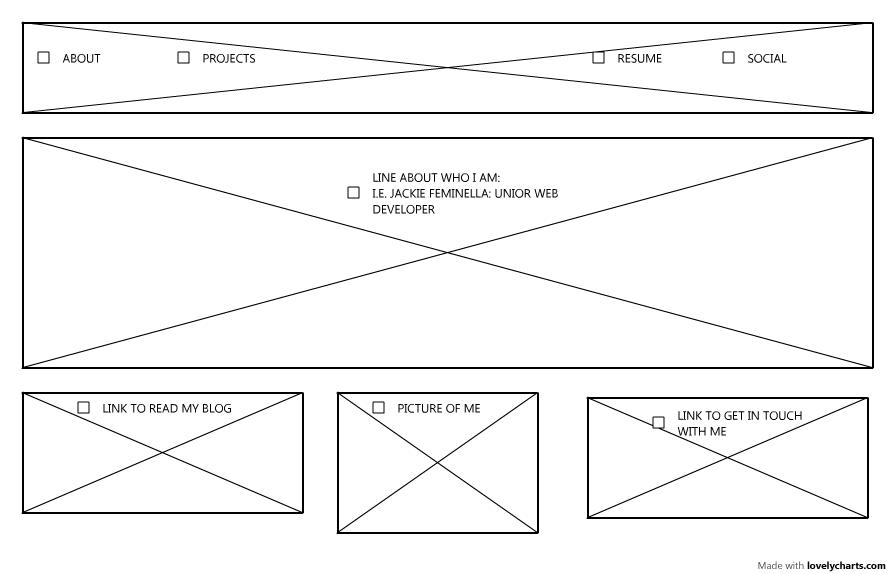 ABOUT
PROJECTS
RESUME
SOCIAL
LINE ABOUT WHO I AM:
I.E. JACKIE FEMINELLA: UNIOR WEB
DEVELOPER
LINK TO READ MY BLOG
PICTURE OF ME
LINK TO GET IN TOUCH
WITH ME
Made with lovelycharts.com